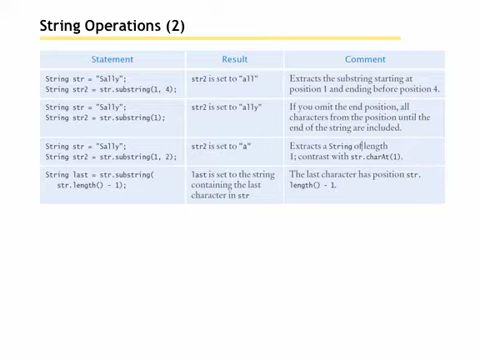 String Operations (2)
Statement Result Comment
String str = "Sally";
String str2 = str.substring(1, 4);
str2 is set to "all"
Extracts the substring starting at
position 1 and ending before position 4.
String str = "Sally";
String str2 = str.substring(1);
str2 is set to "ally"
If you omit the end position, all
characters from the position until the
end of the string are included.
String str = "Sally";
String str2 = str.substring(1, 2);
str2 is set to "a"
Extracts a String of length
1; contrast with str.charAt(1).
String last = str.substring(
str.length() - 1);
last is set to the string
containing the last
character in str
The last character has position str.
length() - 1.